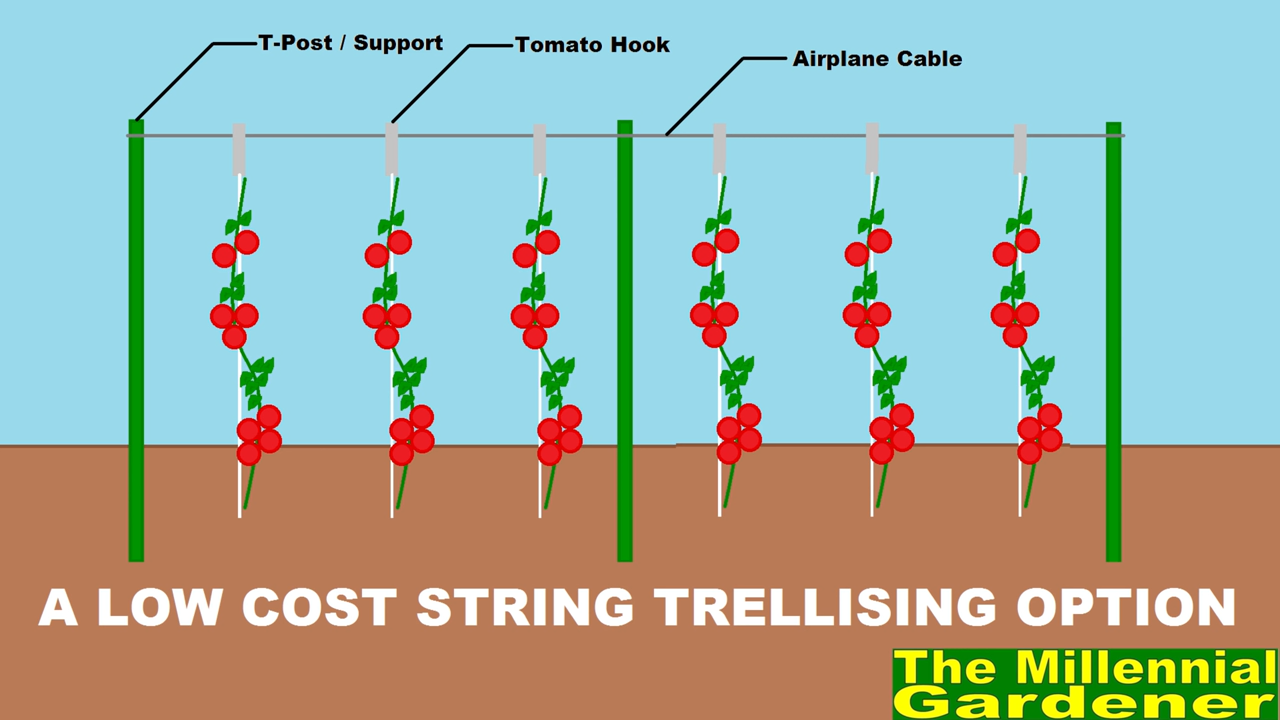 T-Post / Support
Tomato Hook
Airplane Cable
A LOW COST STRING TRELLISING OPTION
The Millennial
Gardener